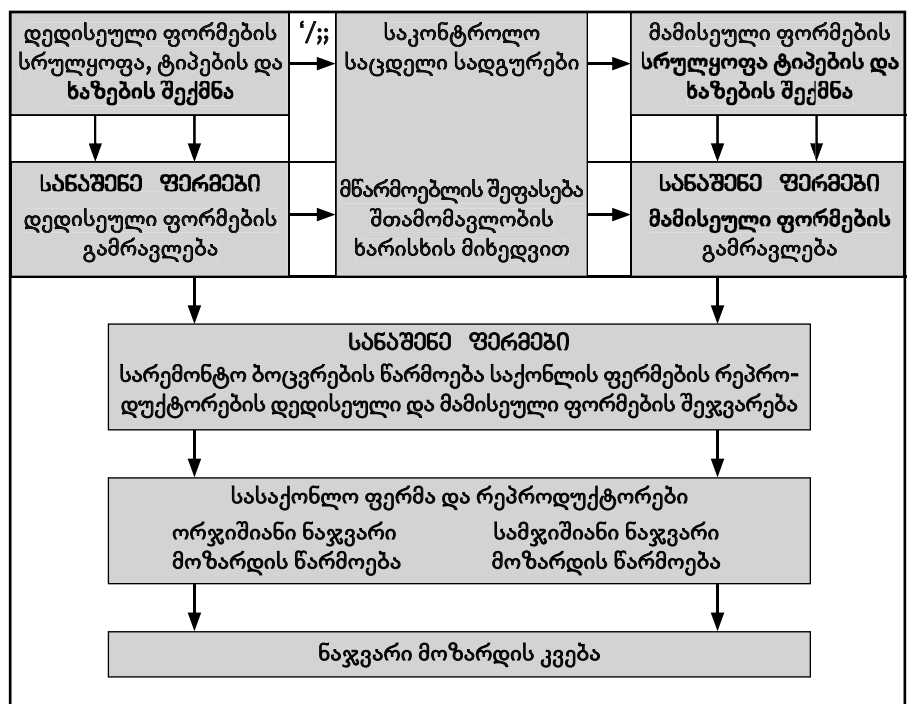 დედისეული ფორმების
სრულყოფა, ტიპების და
ხაზების შექმნა
‘/;;
საკონტროლო
საცდელი სადგურები
მამისეული ფორმების
სრულყოფა ტიპების და
ხაზების შექმნა
სანაშენე ფერმები
დედისეული ფორმების
გამრავლება
მწარმოებლის შეფასება
შთამომავლობის
ხარისხის მიხედვით
სანაშენე ფერმები
მამისეული ფორმების
გამრავლება
სანაშენე ფერმები
სარემონტო ბოცვრების წარმოება საქონლის ფერმების რეპრო-
დუქტორების დედისეული და მამისეული ფორმების შეჯვარება
სასაქონლო ფერმა და რეპროდუქტორები
ორჯიშიანი ნაჯვარი
მოზარდის წარმოება
სამჯიშიანი ნაჯვარი
მოზარდის წარმოება
ნაჯვარი მოზარდის კვება